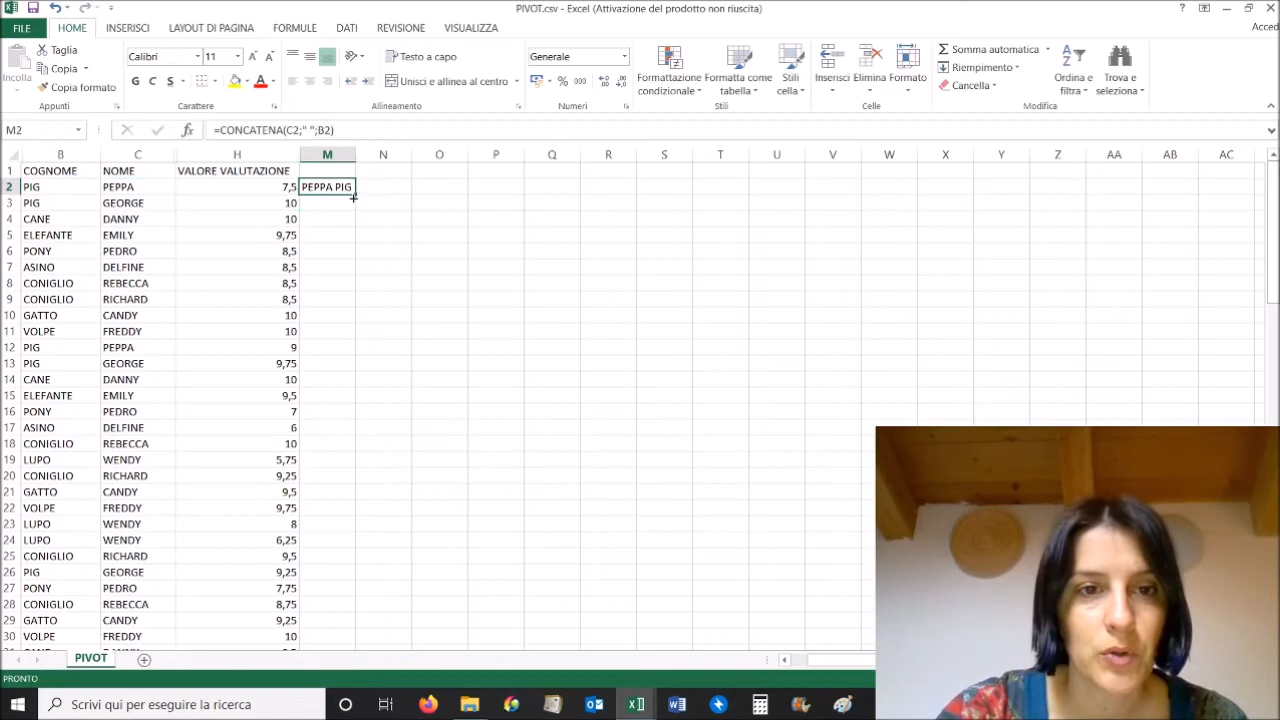 PIVOT.csv - Excel (Attivazione del prodotto non riuscita)
FILE HOME INSERISCI LAYOUT DI PAGINA FORMULE DATI REVISIONE VISUALIZZA Acced
Incolla Taglia Copia Copia formato Appunti
Calibri 11 G C S Carattere
Testo a capo Unisci e allinea al centro Allineamento
Generale % 000 Numeri
Formattazione condizionale Formatta come tabella Stili cella Stili
Inserisci Elimina Formato Celle
Somma automatica Riempimento Cancella Ordina e filtra Trova e seleziona Modifica
M2 fx =CONCATENA(C2;" ";B2)
B C H M N O P Q R S T U V W X Y Z AA AB AC
1 COGNOME NOME VALORE VALUTAZIONE
2 PIG PEPPA 7,5 PEPPA PIG
3 PIG GEORGE 10
4 CANE DANNY 10
5 ELEFANTE EMILY 9,75
6 PONY PEDRO 8,5
7 ASINO DELFINE 8,5
8 CONIGLIO REBECCA 8,5
9 CONIGLIO RICHARD 8,5
10 GATTO CANDY 10
11 VOLPE FREDDY 10
12 PIG PEPPA 9
13 PIG GEORGE 9,75
14 CANE DANNY 10
15 ELEFANTE EMILY 9,5
16 PONY PEDRO 7
17 ASINO DELFINE 6
18 CONIGLIO REBECCA 10
19 LUPO WENDY 5,75
20 CONIGLIO RICHARD 9,25
21 GATTO CANDY 9,5
22 VOLPE FREDDY 9,75
23 LUPO WENDY 8
24 LUPO WENDY 6,25
25 CONIGLIO RICHARD 9,5
26 PIG GEORGE 9,25
27 PONY PEDRO 7,75
28 CONIGLIO REBECCA 8,75
29 GATTO CANDY 9,25
30 VOLPE FREDDY 10
PIVOT
PRONTO
Scrivi qui per eseguire la ricerca